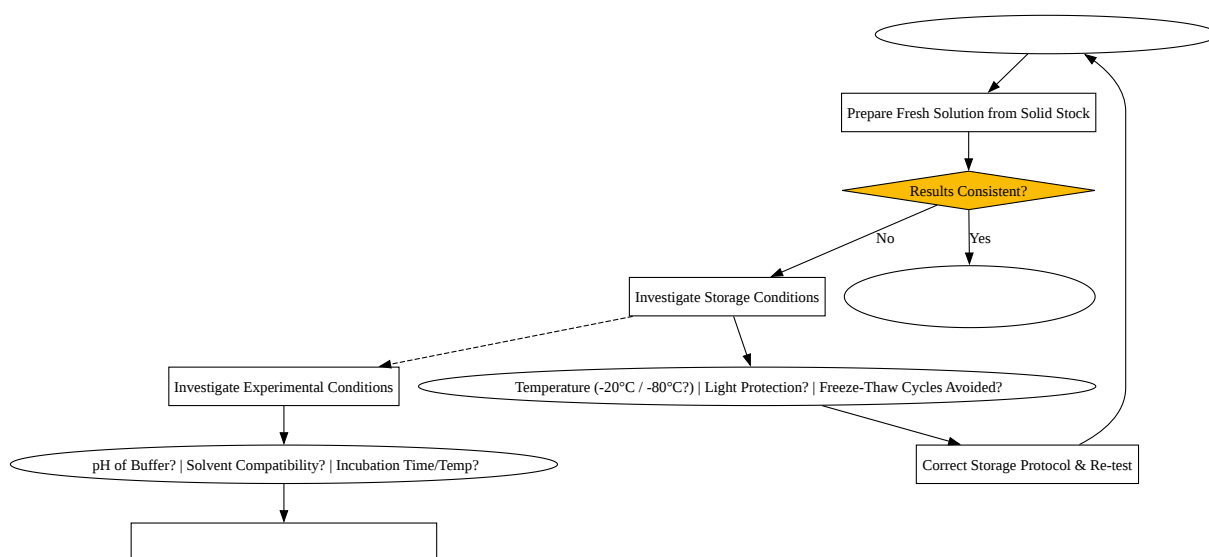 Prepare Fresh Solution from Solid Stock
Results Consistent?
No
Yes
Investigate Storage Conditions
Investigate Experimental Conditions
Temperature (-20°C / -80°C?) | Light Protection? | Freeze-Thaw Cycles Avoided?
pH of Buffer? | Solvent Compatibility? | Incubation Time/Temp?
Correct Storage Protocol & Re-test